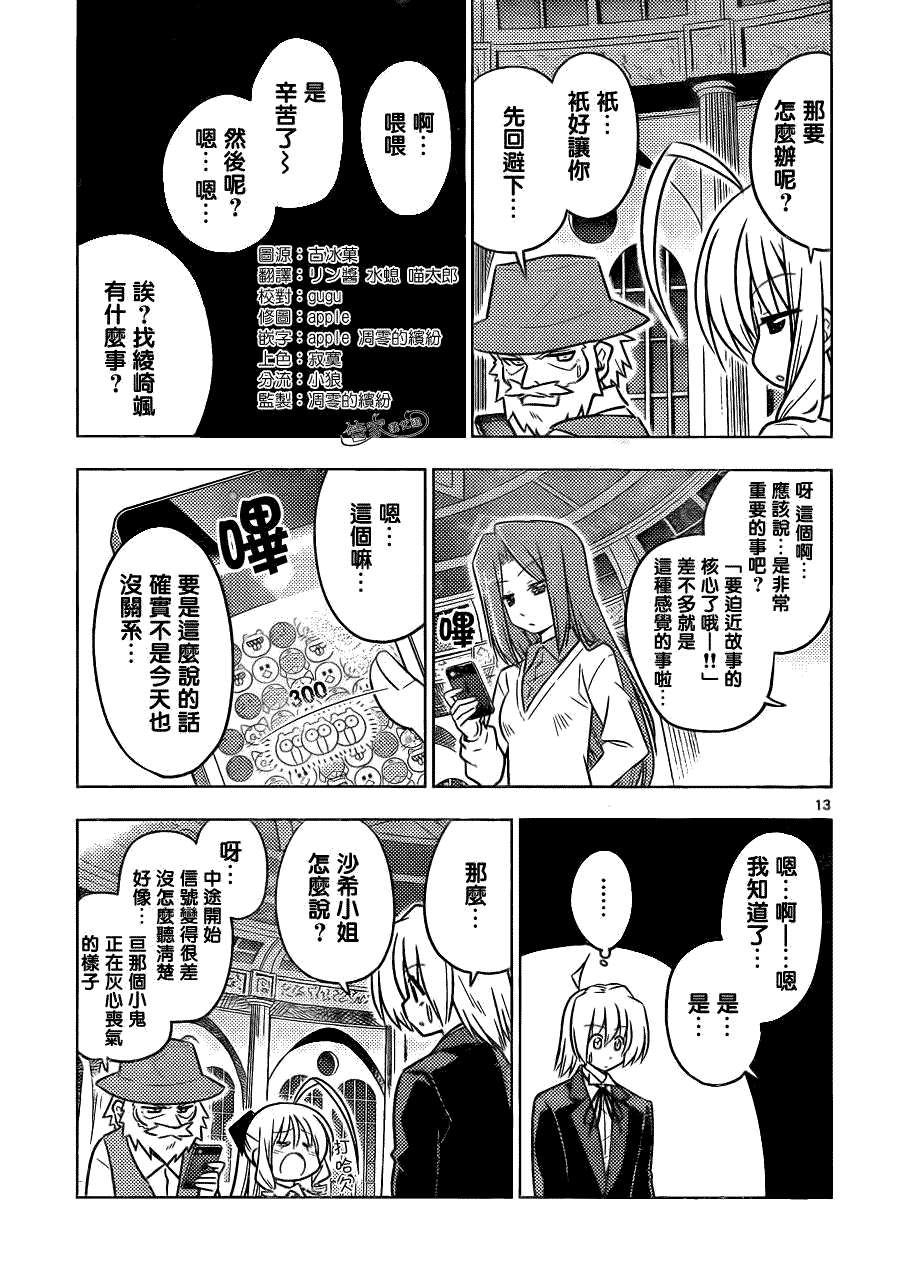 那要
怎麼辦呢?
祇…
祇好讓你
先回避下…
啊…
喂喂
是
辛苦了~
然後呢?
嗯…嗯…
誒?找綾崎颯
有什麼事?
圖源:古冰菓
翻譯:リン醬 水螅 喵太郎
校對:gugu
修圖:apple
嵌字:apple 凋零的繽紛
上色:寂寞
分流:小狼
監製:凋零的繽紛
呀 這個啊…
應該說…是非常
重要的事吧?
「要迫近故事的
核心了哦—!!」
差不多就是
這種感覺的事啦…
嗶
嗯…
這個嘛…
嗶
300
要是這麼說的話
確實不是今天也
沒關系…
13
嗯…啊—…嗯
我知道了…
是…
是…
……
那麼…
沙希小姐
怎麼說?
呀…
中途開始
信號變得很差
沒怎麼聽清楚
好像…亘那個小鬼
正在灰心喪氣
的樣子
打哈欠